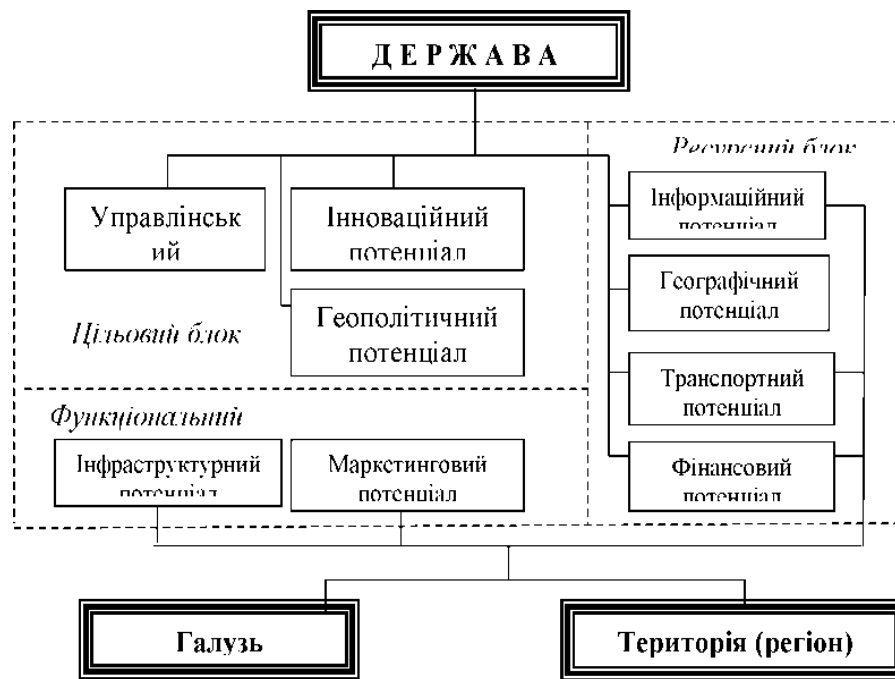 Д Е Р Ж А В А
Ресурсний блок
Управлінськ
ий
Інноваційний
потенціал
Інформаційний
потенціал
Географічний
потенціал
Геополітичний
потенціал
Цільовий блок
Транспортний
потенціал
Функціональний
Інфраструктурний
потенціал
Маркетинговий
потенціал
Фінансовий
потенціал
Галузь
Територія (регіон)